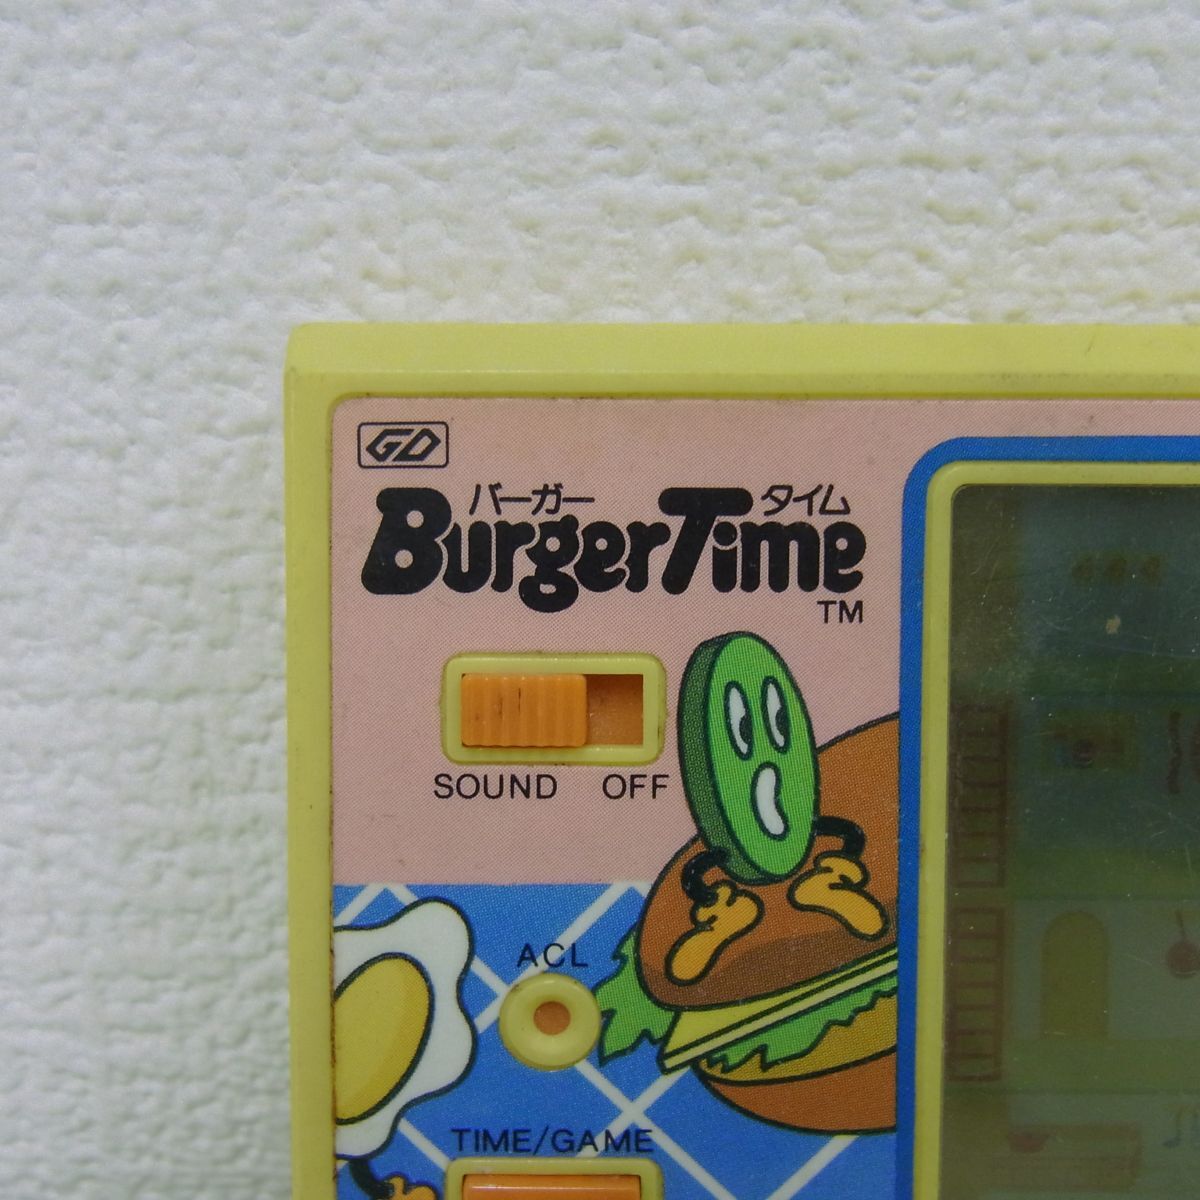 GD
バーガー タイム
BurgerTime
TM
SOUND OFF
ACL
TIME/GAME